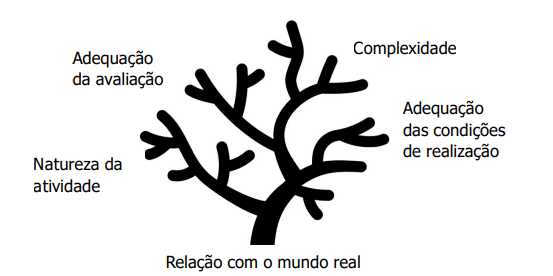 Adequação
da avaliação
Complexidade
Adequação
das condições
de realização
Natureza da
atividade
Relação com o mundo real